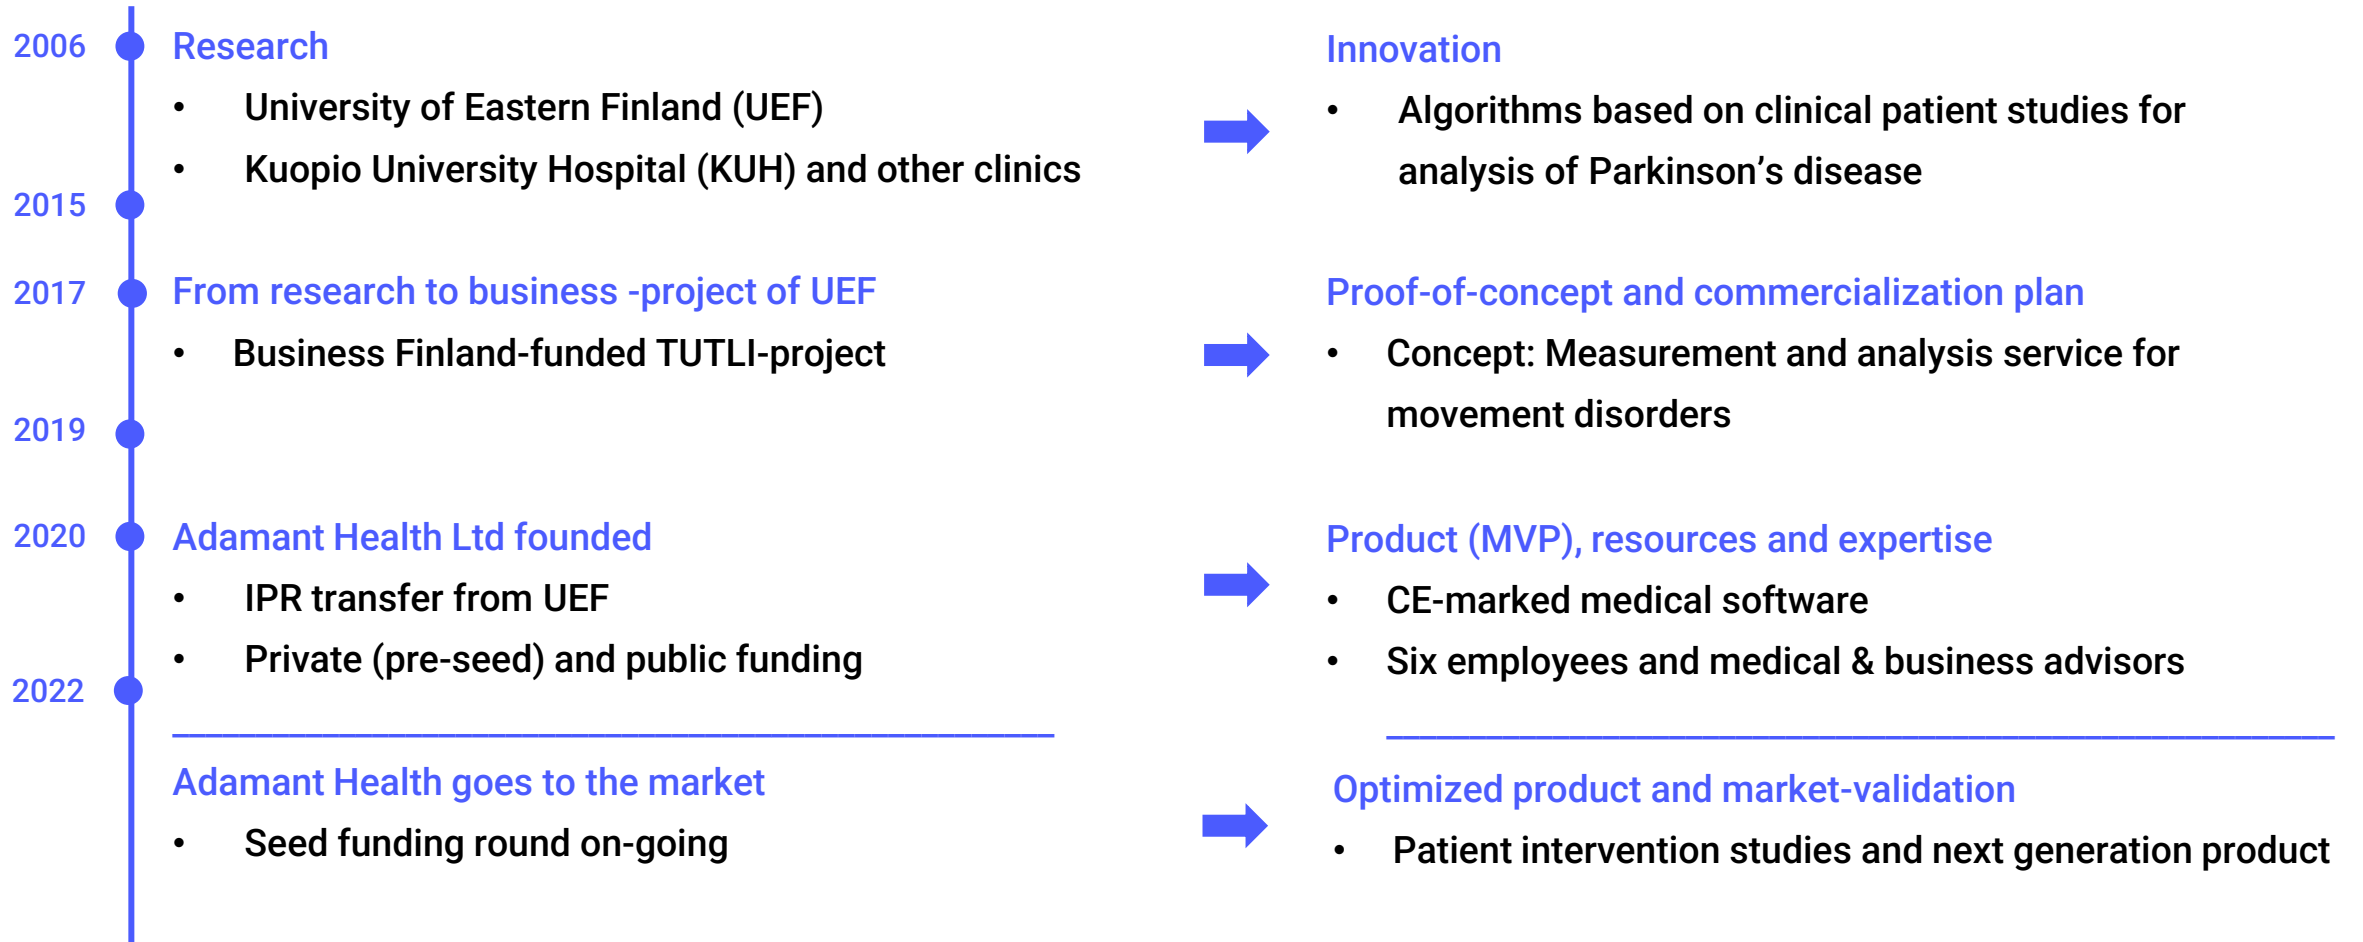 2006
Research
• University of Eastern Finland (UEF)
• Kuopio University Hospital (KUH) and other clinics
2015
Innovation
• Algorithms based on clinical patient studies for
analysis of Parkinson’s disease
2017
From research to business -project of UEF
• Business Finland-funded TUTLI-project
2019
Proof-of-concept and commercialization plan
• Concept: Measurement and analysis service for
movement disorders
2020
Adamant Health Ltd founded
• IPR transfer from UEF
• Private (pre-seed) and public funding
2022
Product (MVP), resources and expertise
• CE-marked medical software
• Six employees and medical & business advisors
Adamant Health goes to the market
• Seed funding round on-going
Optimized product and market-validation
• Patient intervention studies and next generation product